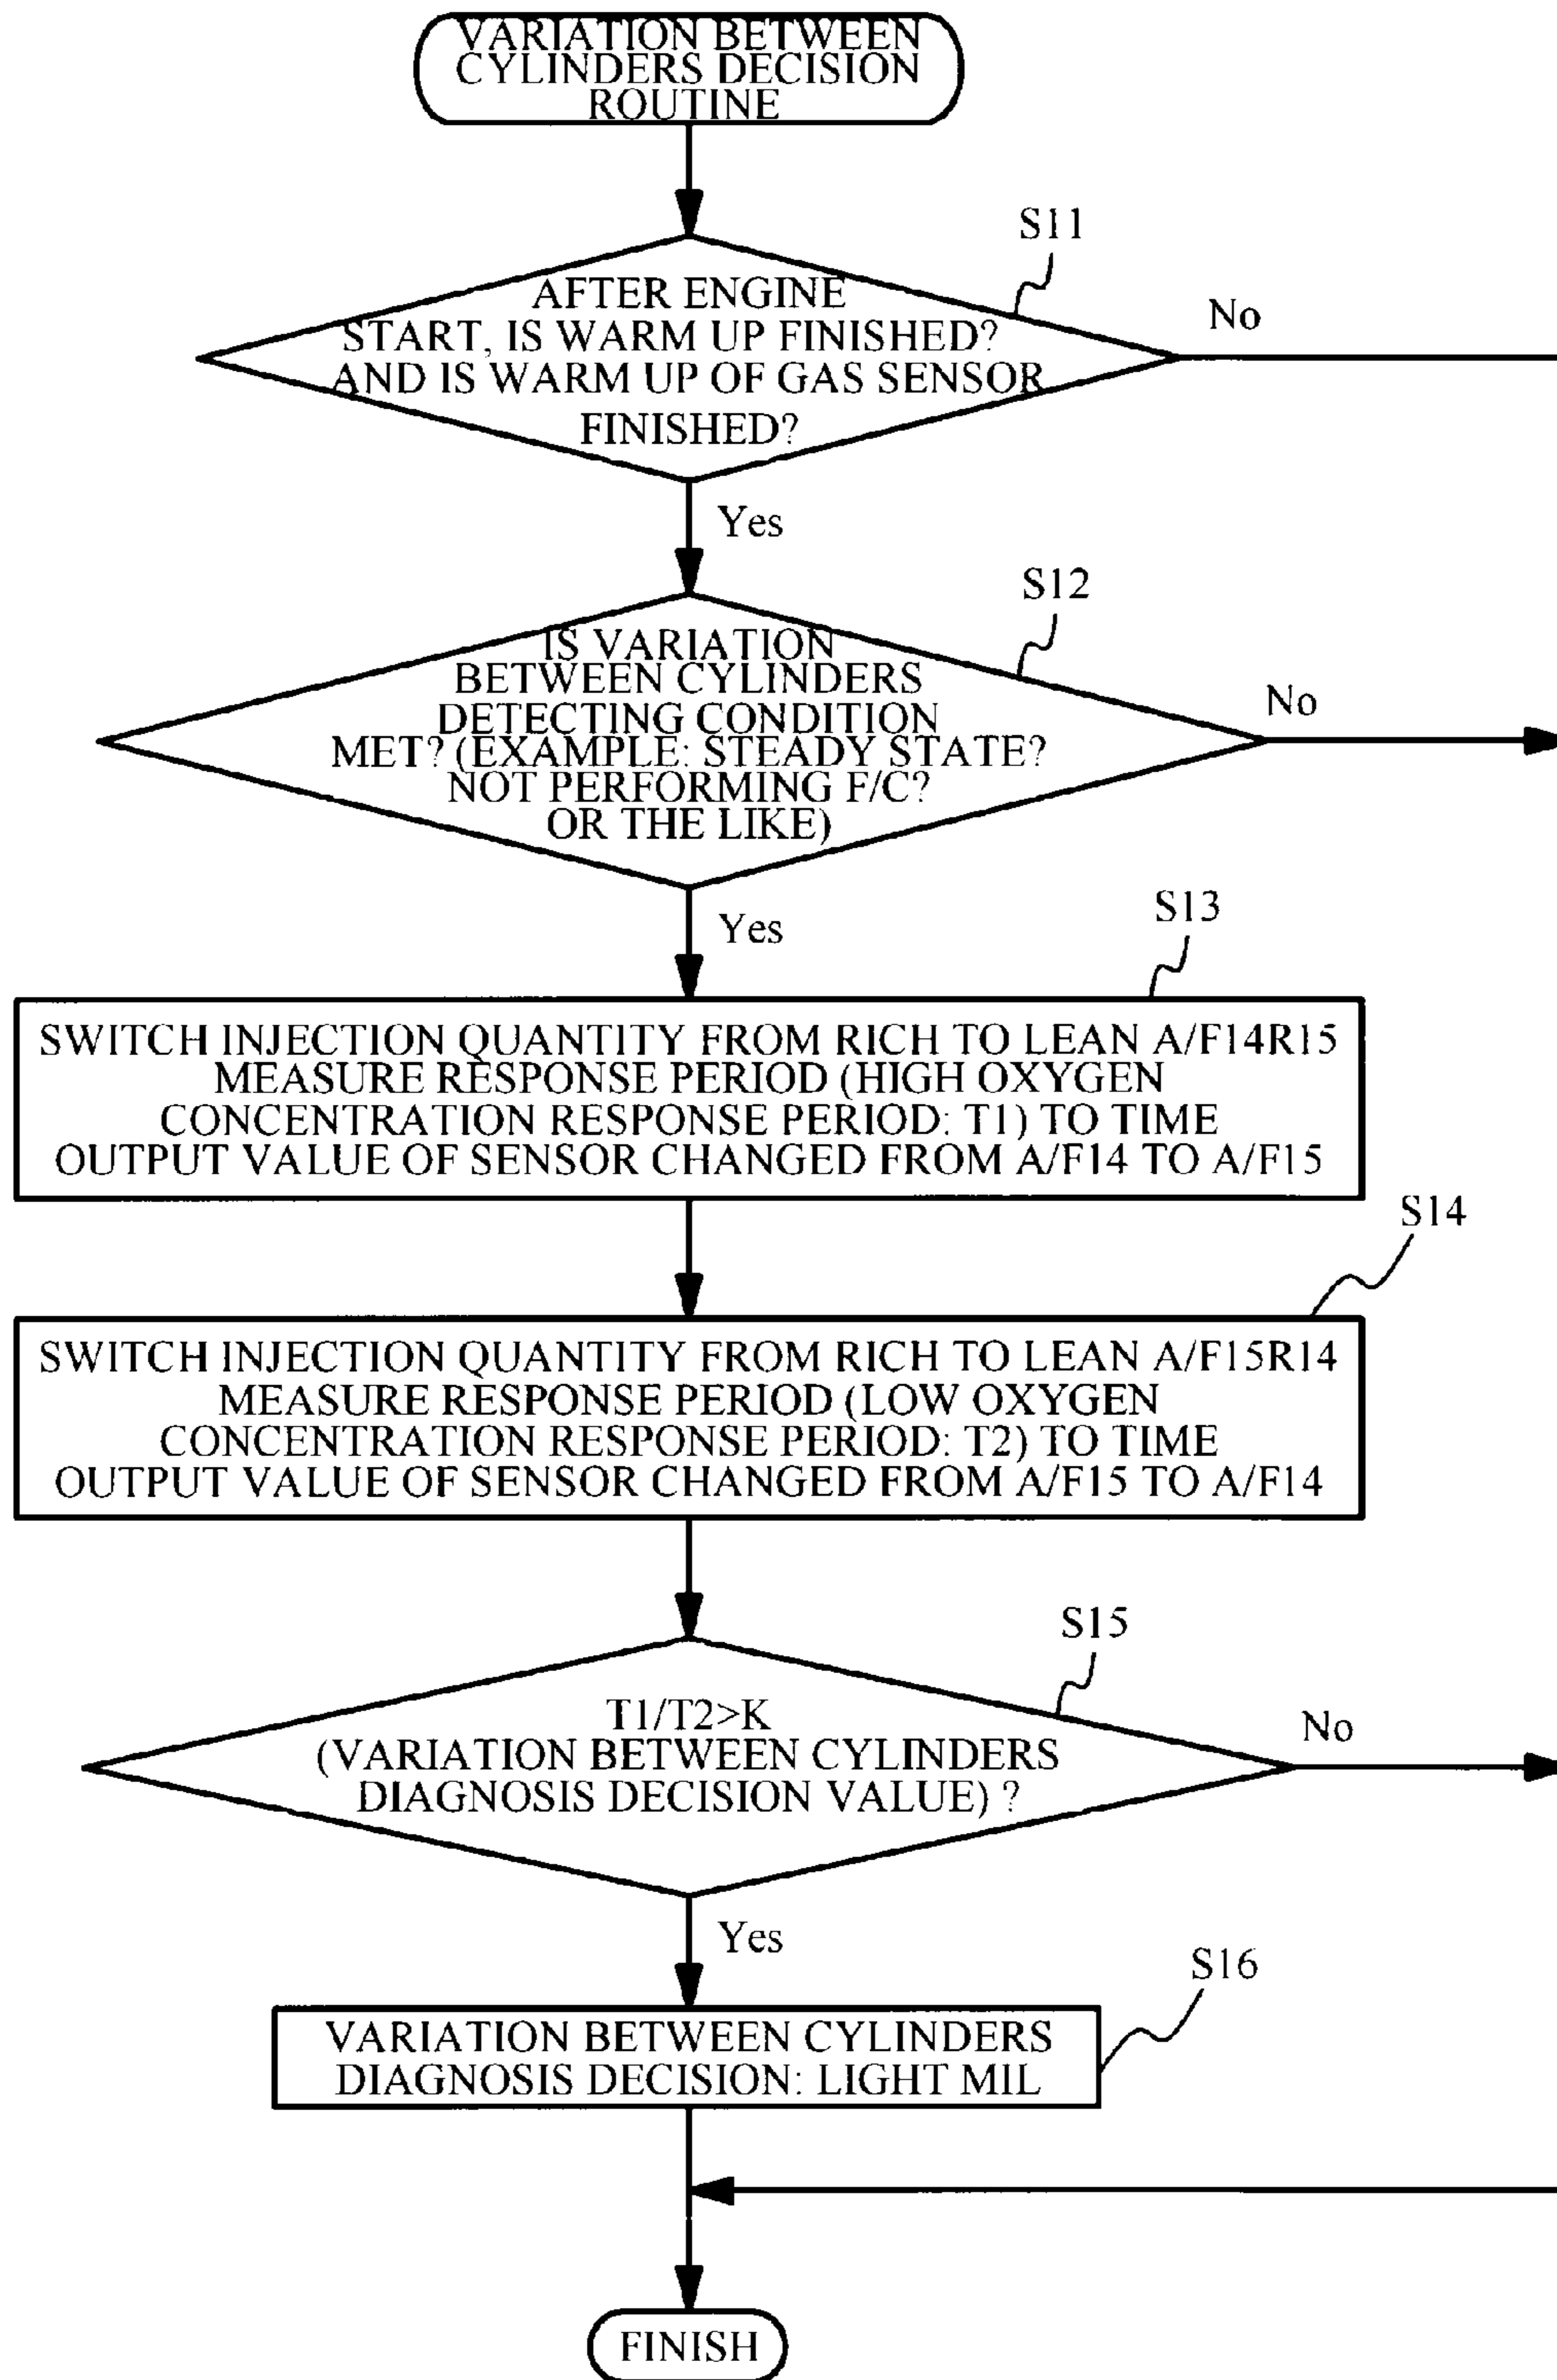 VARIATION BETWEEN
CYLINDERS DECISION
ROUTINE
S11
AFTER ENGINE
START, IS WARM UP FINISHED?
AND IS WARM UP OF GAS SENSOR
FINISHED?
No
Yes
S12
IS VARIATION
BETWEEN CYLINDERS
DETECTING CONDITION
MET? (EXAMPLE: STEADY STATE?
NOT PERFORMING F/C?
OR THE LIKE)
No
Yes
S13
SWITCH INJECTION QUANTITY FROM RICH TO LEAN A/F14R15
MEASURE RESPONSE PERIOD (HIGH OXYGEN
CONCENTRATION RESPONSE PERIOD: T1) TO TIME
OUTPUT VALUE OF SENSOR CHANGED FROM A/F14 TO A/F15
S14
SWITCH INJECTION QUANTITY FROM RICH TO LEAN A/F15R14
MEASURE RESPONSE PERIOD (LOW OXYGEN
CONCENTRATION RESPONSE PERIOD: T2) TO TIME
OUTPUT VALUE OF SENSOR CHANGED FROM A/F15 TO A/F14
S15
T1/T2>K
(VARIATION BETWEEN CYLINDERS
DIAGNOSIS DECISION VALUE) ?
No
Yes
S16
VARIATION BETWEEN CYLINDERS
DIAGNOSIS DECISION: LIGHT MIL
FINISH